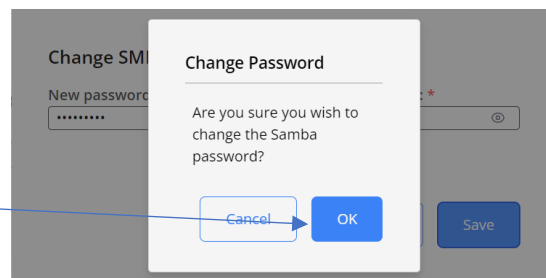 Change SM
Change Password
New password
: *
•••••••••
Are you sure you wish to
change the Samba
password?
Cancel
OK
Save